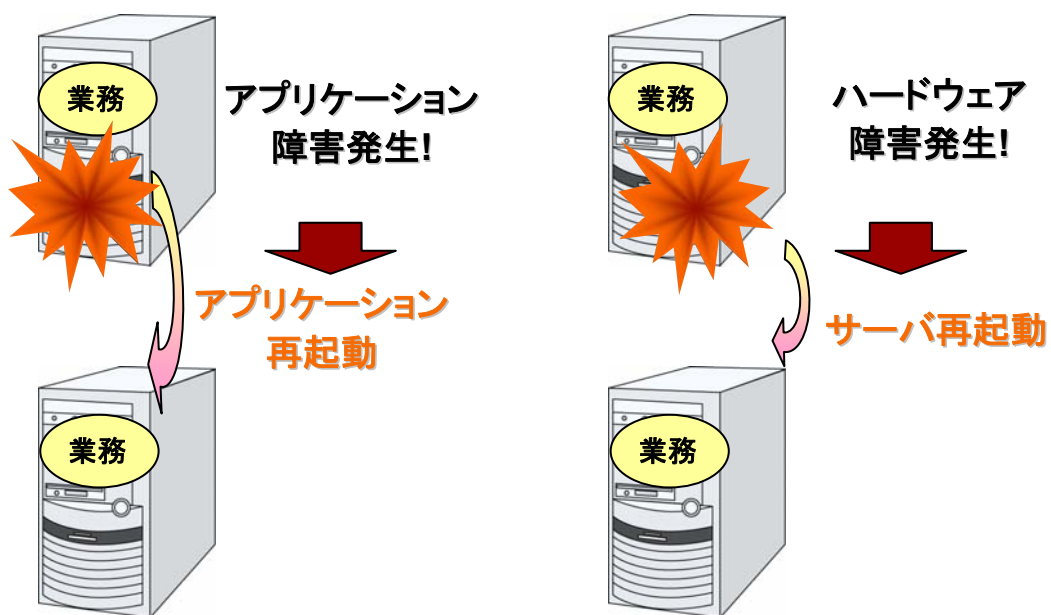 業務
アプリケーション
障害発生!
アプリケーション
再起動
業務
業務
ハードウェア
障害発生!
サーバ再起動
業務